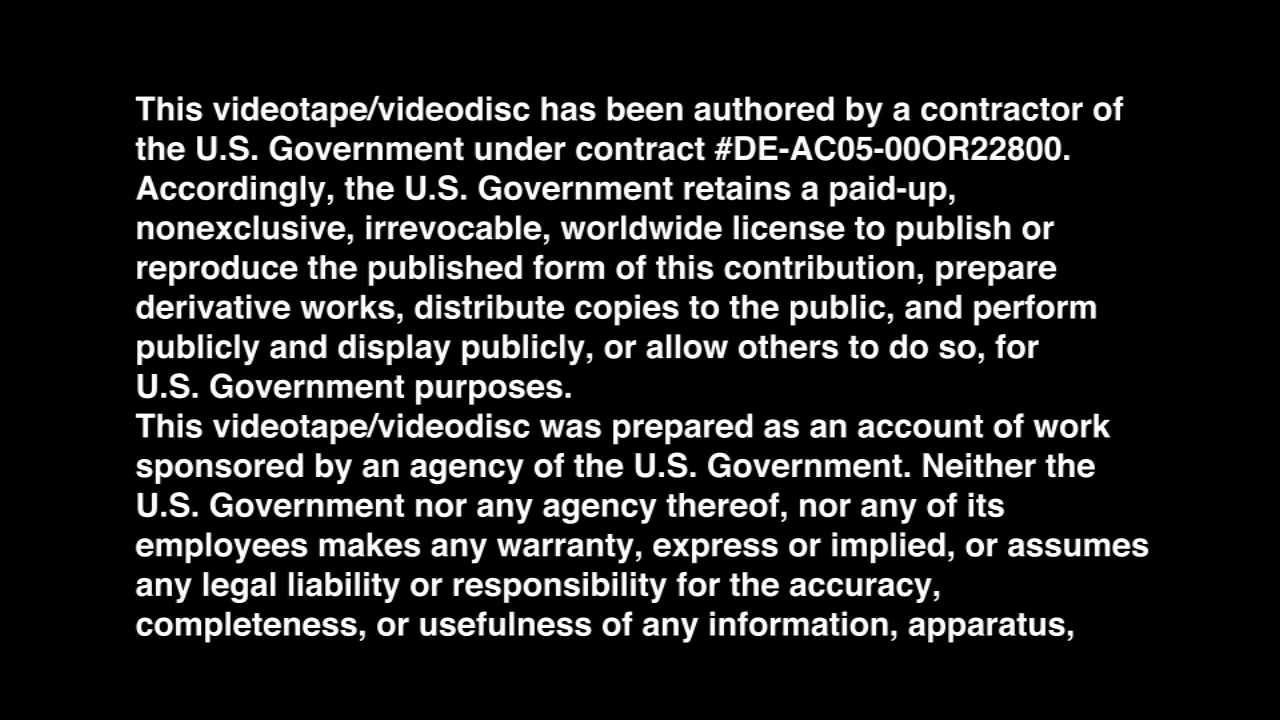 This videotape/videodisc has been authored by a contractor of
the U.S. Government under contract #DE-AC05-00OR22800.
Accordingly, the U.S. Government retains a paid-up,
nonexclusive, irrevocable, worldwide license to publish or
reproduce the published form of this contribution, prepare
derivative works, distribute copies to the public, and perform
publicly and display publicly, or allow others to do so, for
U.S. Government purposes.
This videotape/videodisc was prepared as an account of work
sponsored by an agency of the U.S. Government. Neither the
U.S. Government nor any agency thereof, nor any of its
employees makes any warranty, express or implied, or assumes
any legal liability or responsibility for the accuracy,
completeness, or usefulness of any information, apparatus,